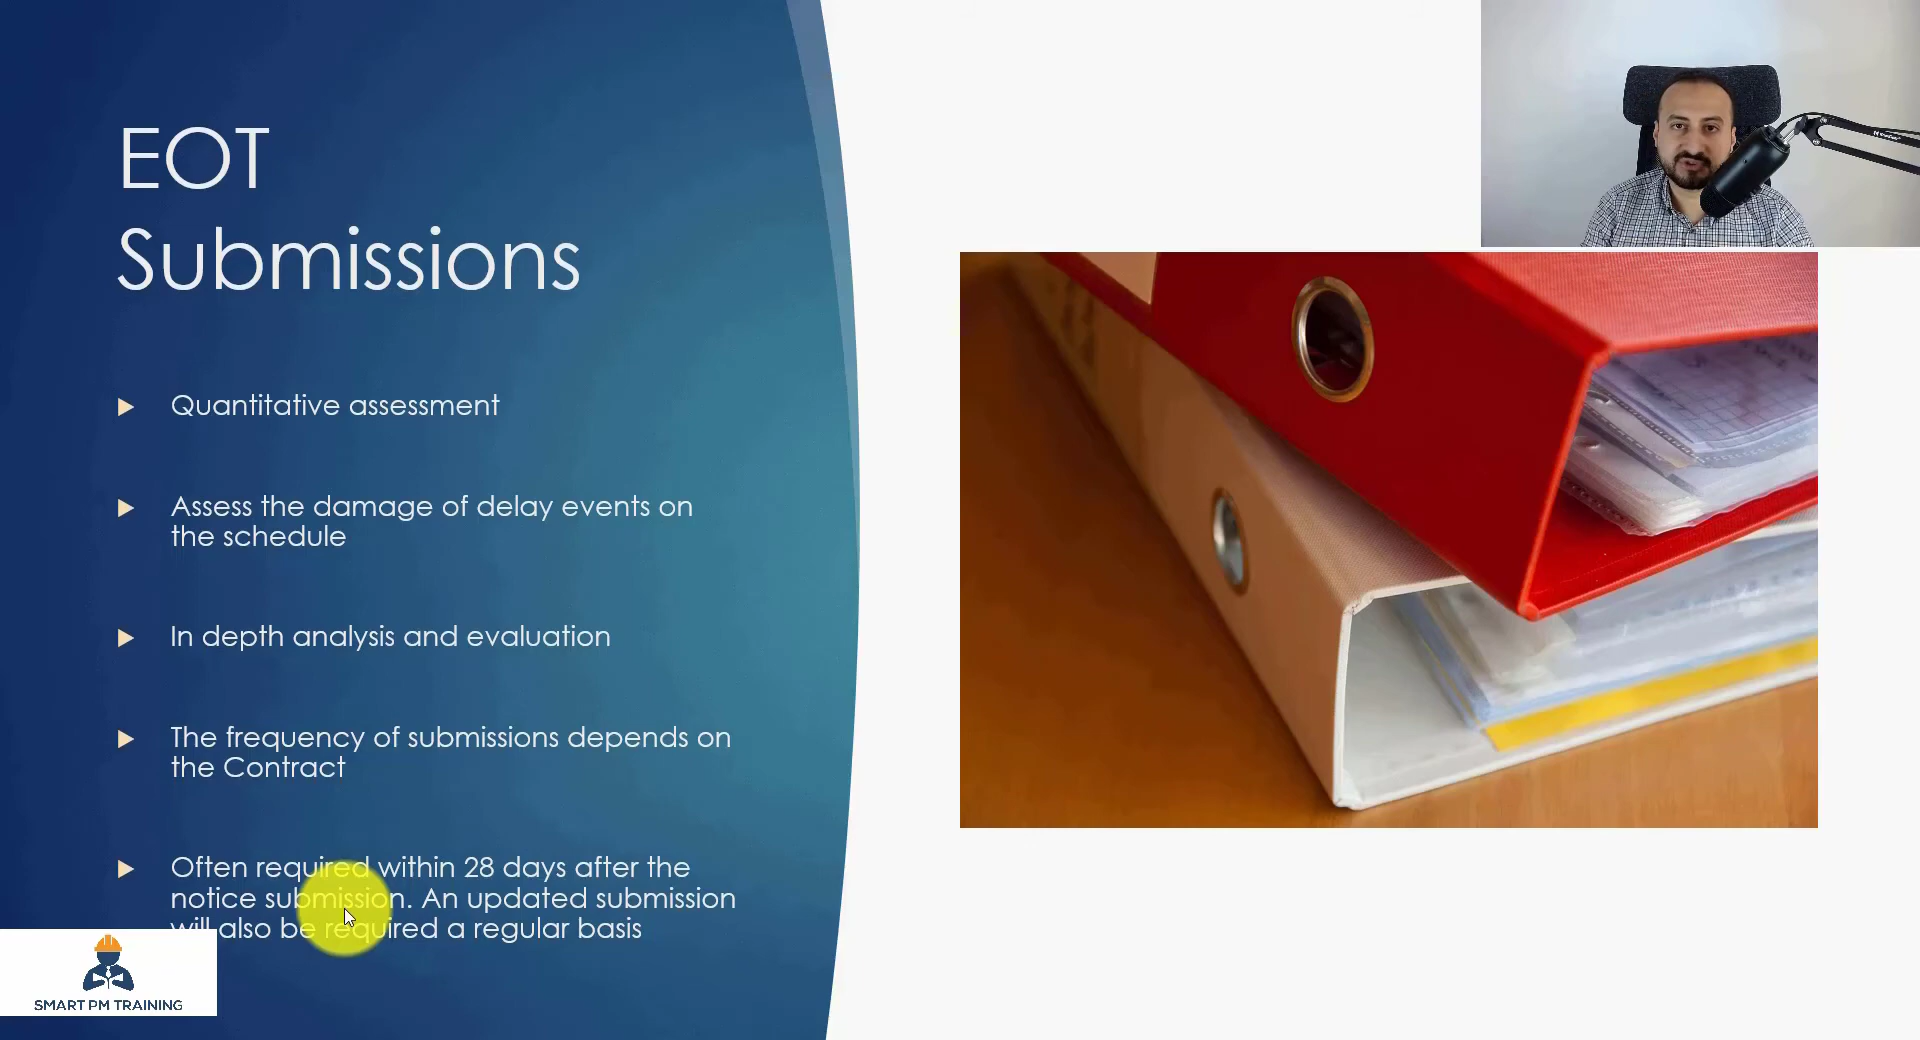 EOT
Submissions
Quantitative assessment
Assess the damage of delay events on
the schedule
In depth analysis and evaluation
The frequency of submissions depends on
the Contract
Often required within 28 days after the
notice submission. An updated submission
will also be required a regular basis
SMART PM TRAINING